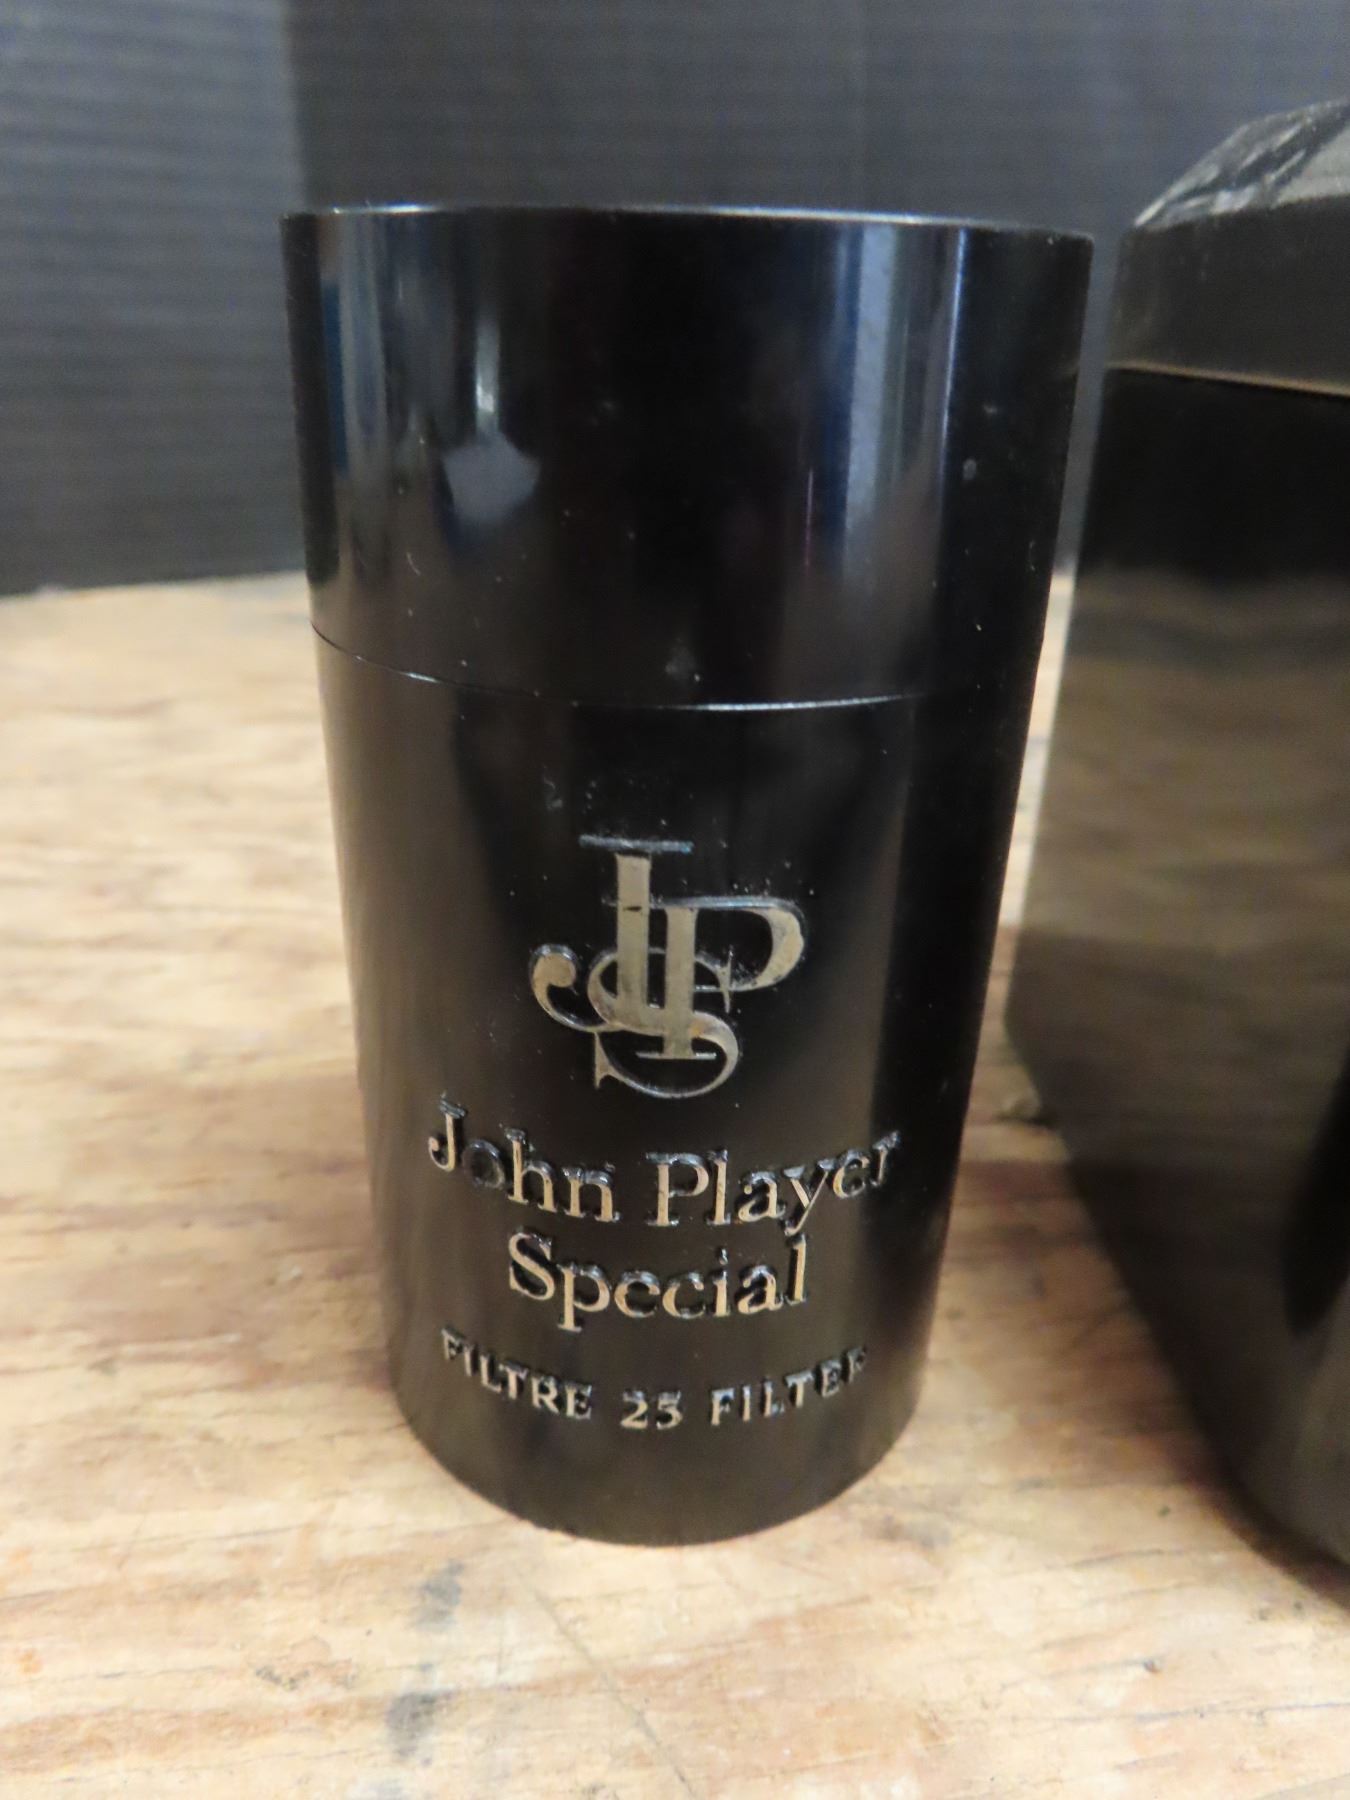 JPS
John Player
Special
FILTRE 25 FILTER